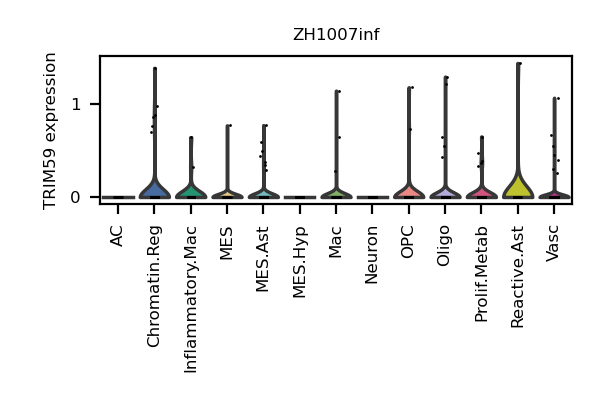 ZH1007inf
TRIM59 expression
1
0
AC
Chromatin.Reg
Inflammatory.Mac
MES
MES.Ast
MES.Hyp
Mac
Neuron
OPC
Oligo
Prolif.Metab
Reactive.Ast
Vasc